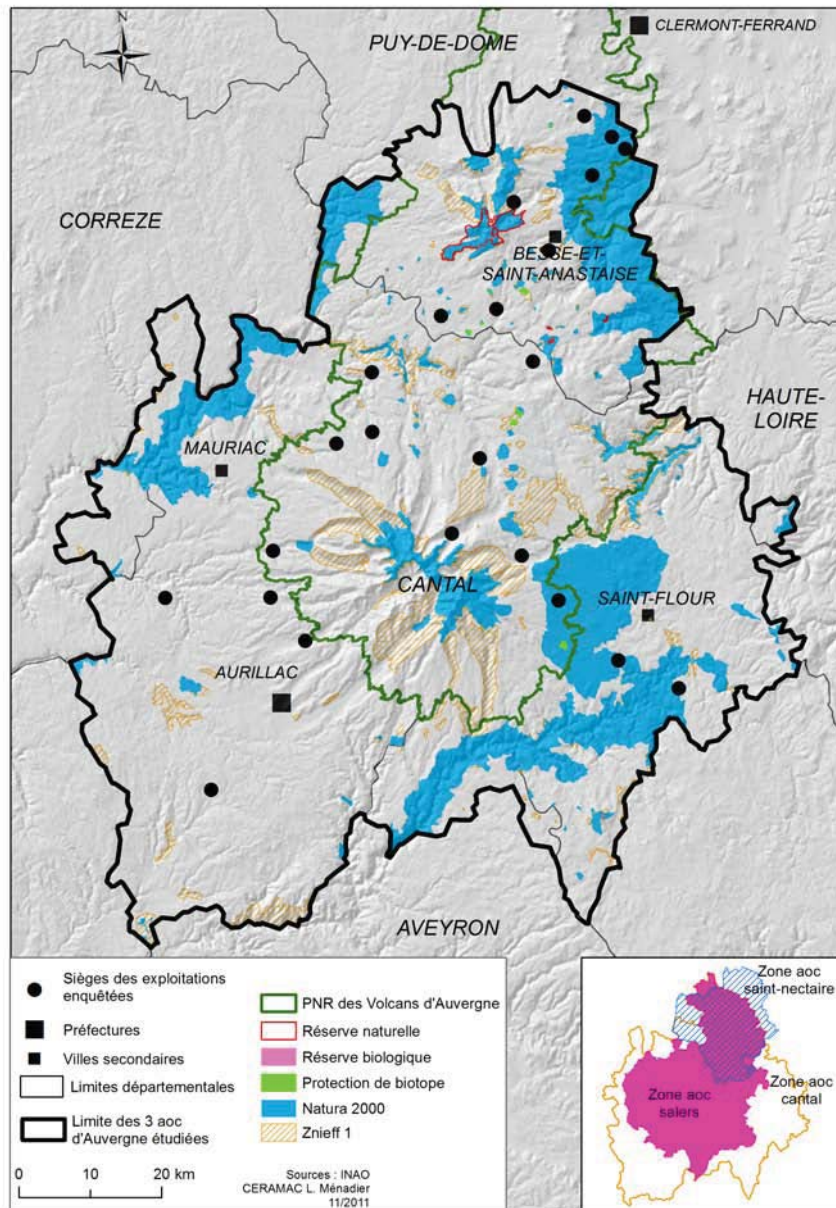 N
CLERMONT-FERRAND
PUY-DE-DOME
CORREZE
BESSE-ET-
SAINT-ANASTAISE
HAUTE-
LOIRE
MAURIAC
CANTAL
SAINT-FLOUR
AURILLAC
AVEYRON
Sièges des exploitations
enquêtées
Préfectures
Villes secondaires
Limites départementales
Limite des 3 aoc
d'Auvergne étudiées
0 10 20 km
PNR des Volcans d'Auvergne
Réserve naturelle
Réserve biologique
Protection de biotope
Natura 2000
Znieff 1
Sources : INAO
CERAMAC L. Ménadier
11/2011
Zone aoc
saint-nectaire
Zone aoc
cantal
Zone aoc
salers